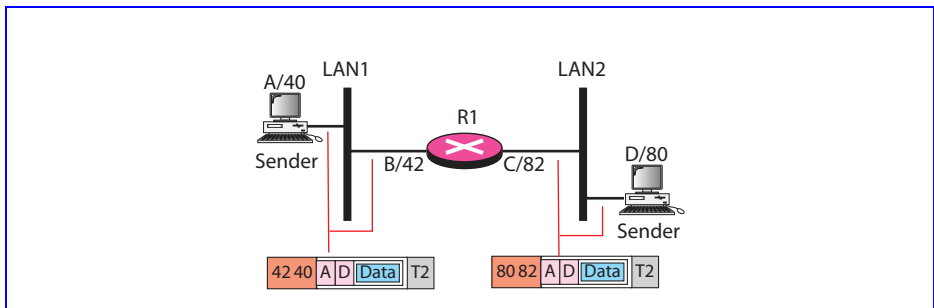 LAN1
LAN2
A/40
R1
D/80
Sender
B/42
C/82
Sender
42 40 A D Data T2
80 82 A D Data T2